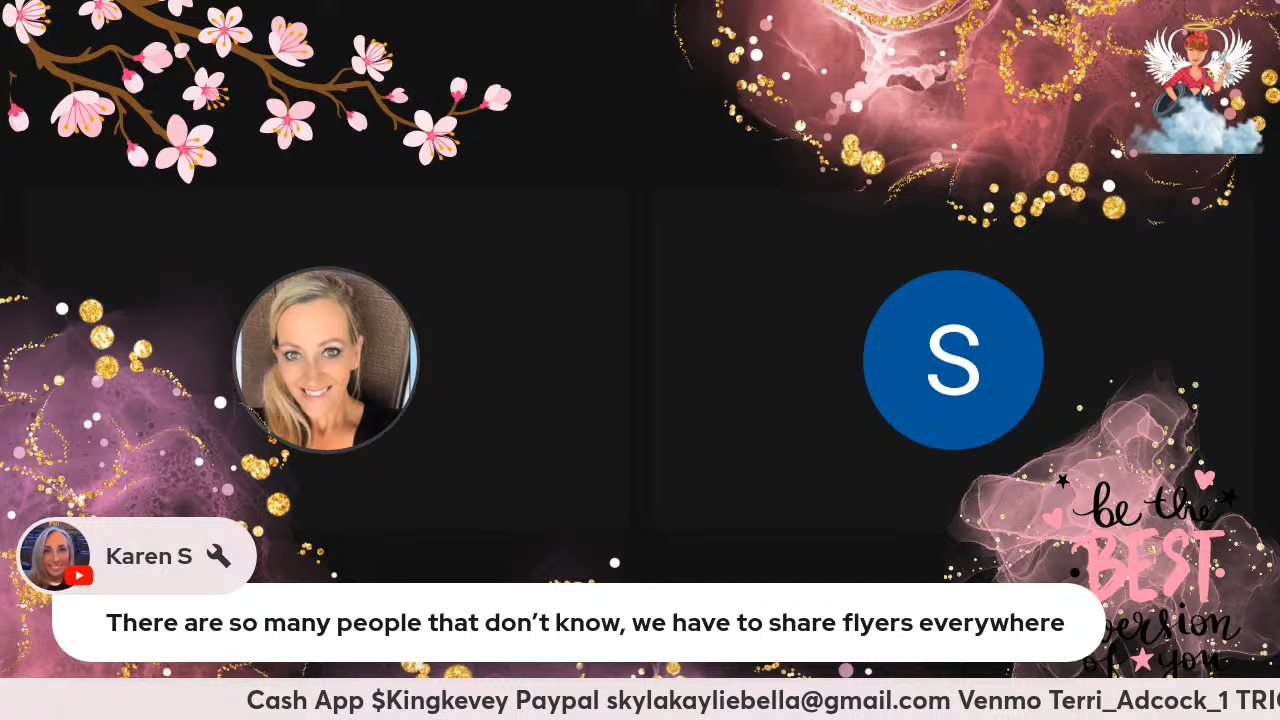 S
be the
BEST
version
of you
Karen S
There are so many people that don’t know, we have to share flyers everywhere
Cash App $Kingkevey Paypal skylakayliebella@gmail.com Venmo Terri_Adcock_1